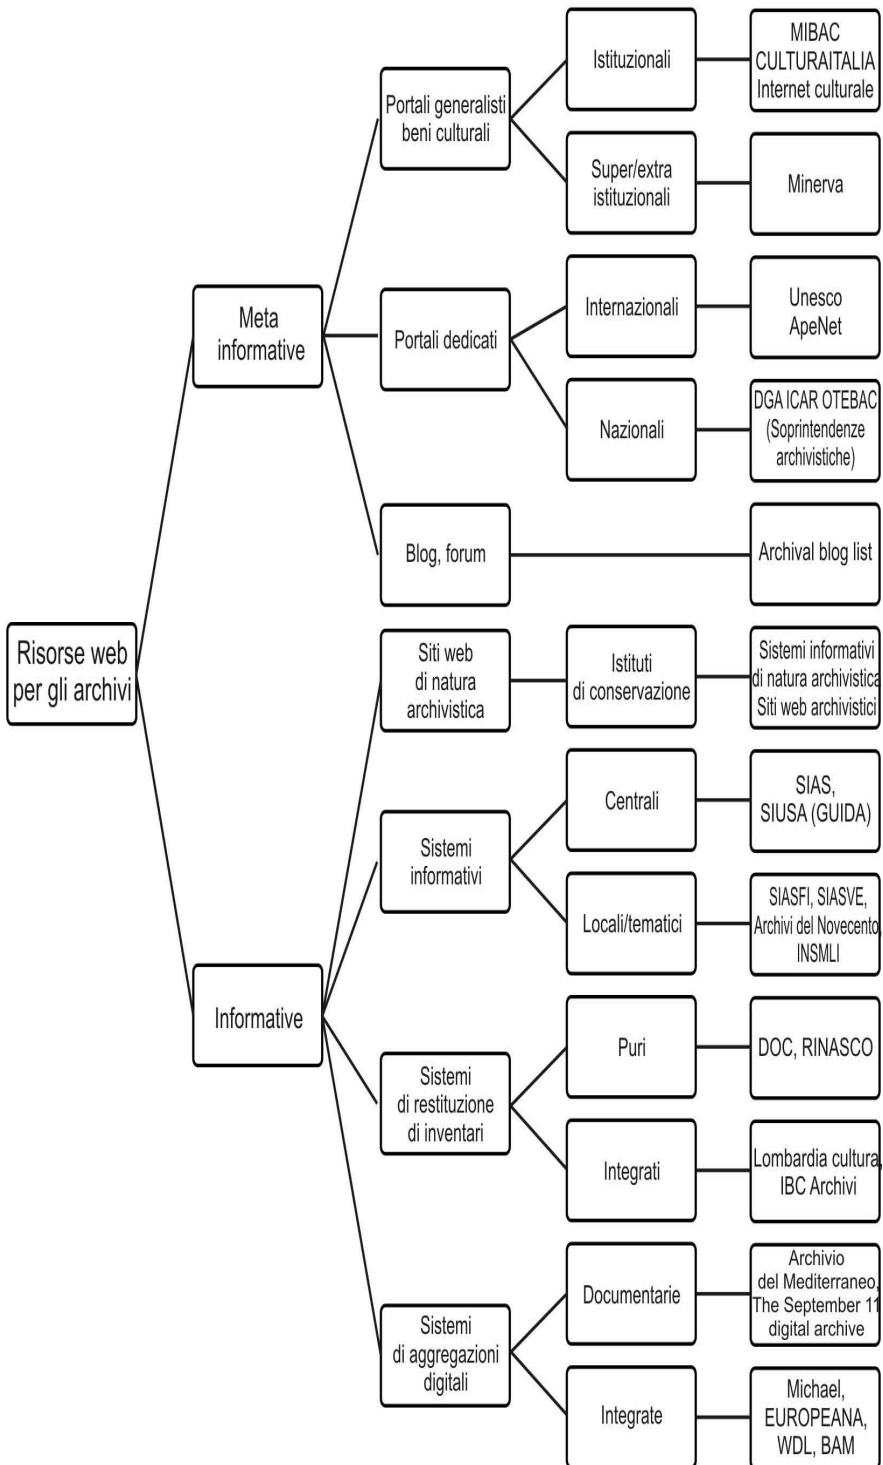 Risorse web
per gli archivi
Meta
informative
Portali generalisti
beni culturali
Istituzionali
MIBAC
CULTURAITALIA
Internet culturale
Super/extra
istituzionali
Minerva
Portali dedicati
Internazionali
Unesco
ApeNet
Nazionali
DGA ICAR OTEBAC
(Soprintendenze
archivistiche)
Blog, forum
Archival blog list
Informative
Siti web
di natura
archivistica
Istituti
di conservazione
Sistemi informativi
di natura archivistica
Siti web archivistici
Sistemi
informativi
Centrali
SIAS,
SIUSA (GUIDA)
Locali/tematici
SIASFI, SIASVE,
Archivi del Novecento,
INSMLI
Sistemi
di restituzione
di inventari
Puri
DOC, RINASCO
Integrati
Lombardia cultura,
IBC Archivi
Sistemi
di aggregazioni
digitali
Documentarie
Archivio
del Mediterraneo,
The September 11
digital archive
Integrate
Michael,
EUROPEANA,
WDL, BAM